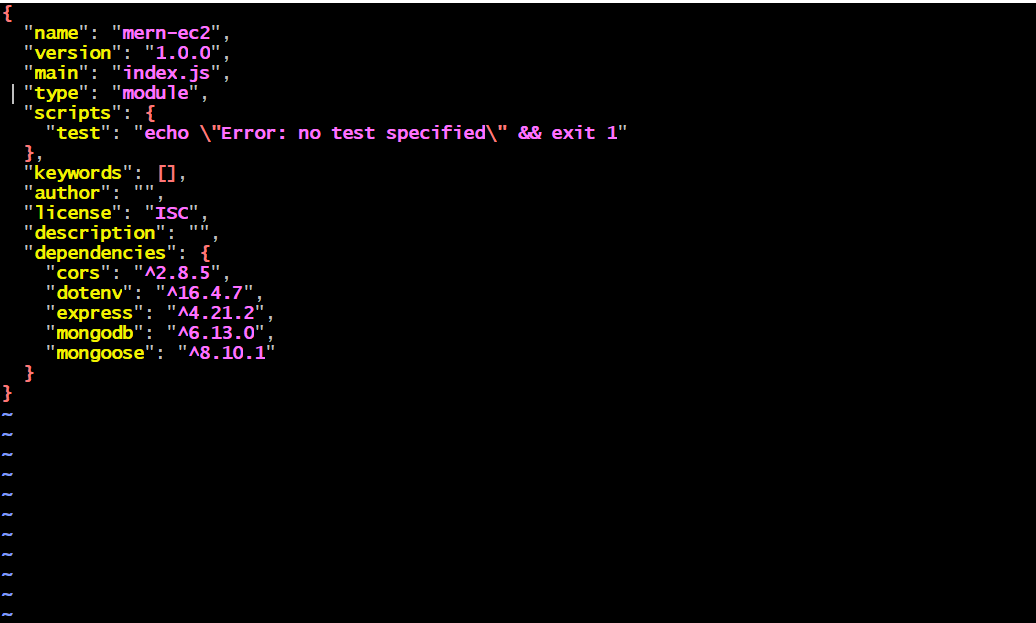 {
  "name": "mern-ec2",
  "version": "1.0.0",
  "main": "index.js",
  "type": "module",
  "scripts": {
    "test": "echo \"Error: no test specified\" && exit 1"
  },
  "keywords": [],
  "author": "",
  "license": "ISC",
  "description": "",
  "dependencies": {
    "cors": "^2.8.5",
    "dotenv": "^16.4.7",
    "express": "^4.21.2",
    "mongodb": "^6.13.0",
    "mongoose": "^8.10.1"
  }
}
~
~
~
~
~
~
~
~
~
~
~